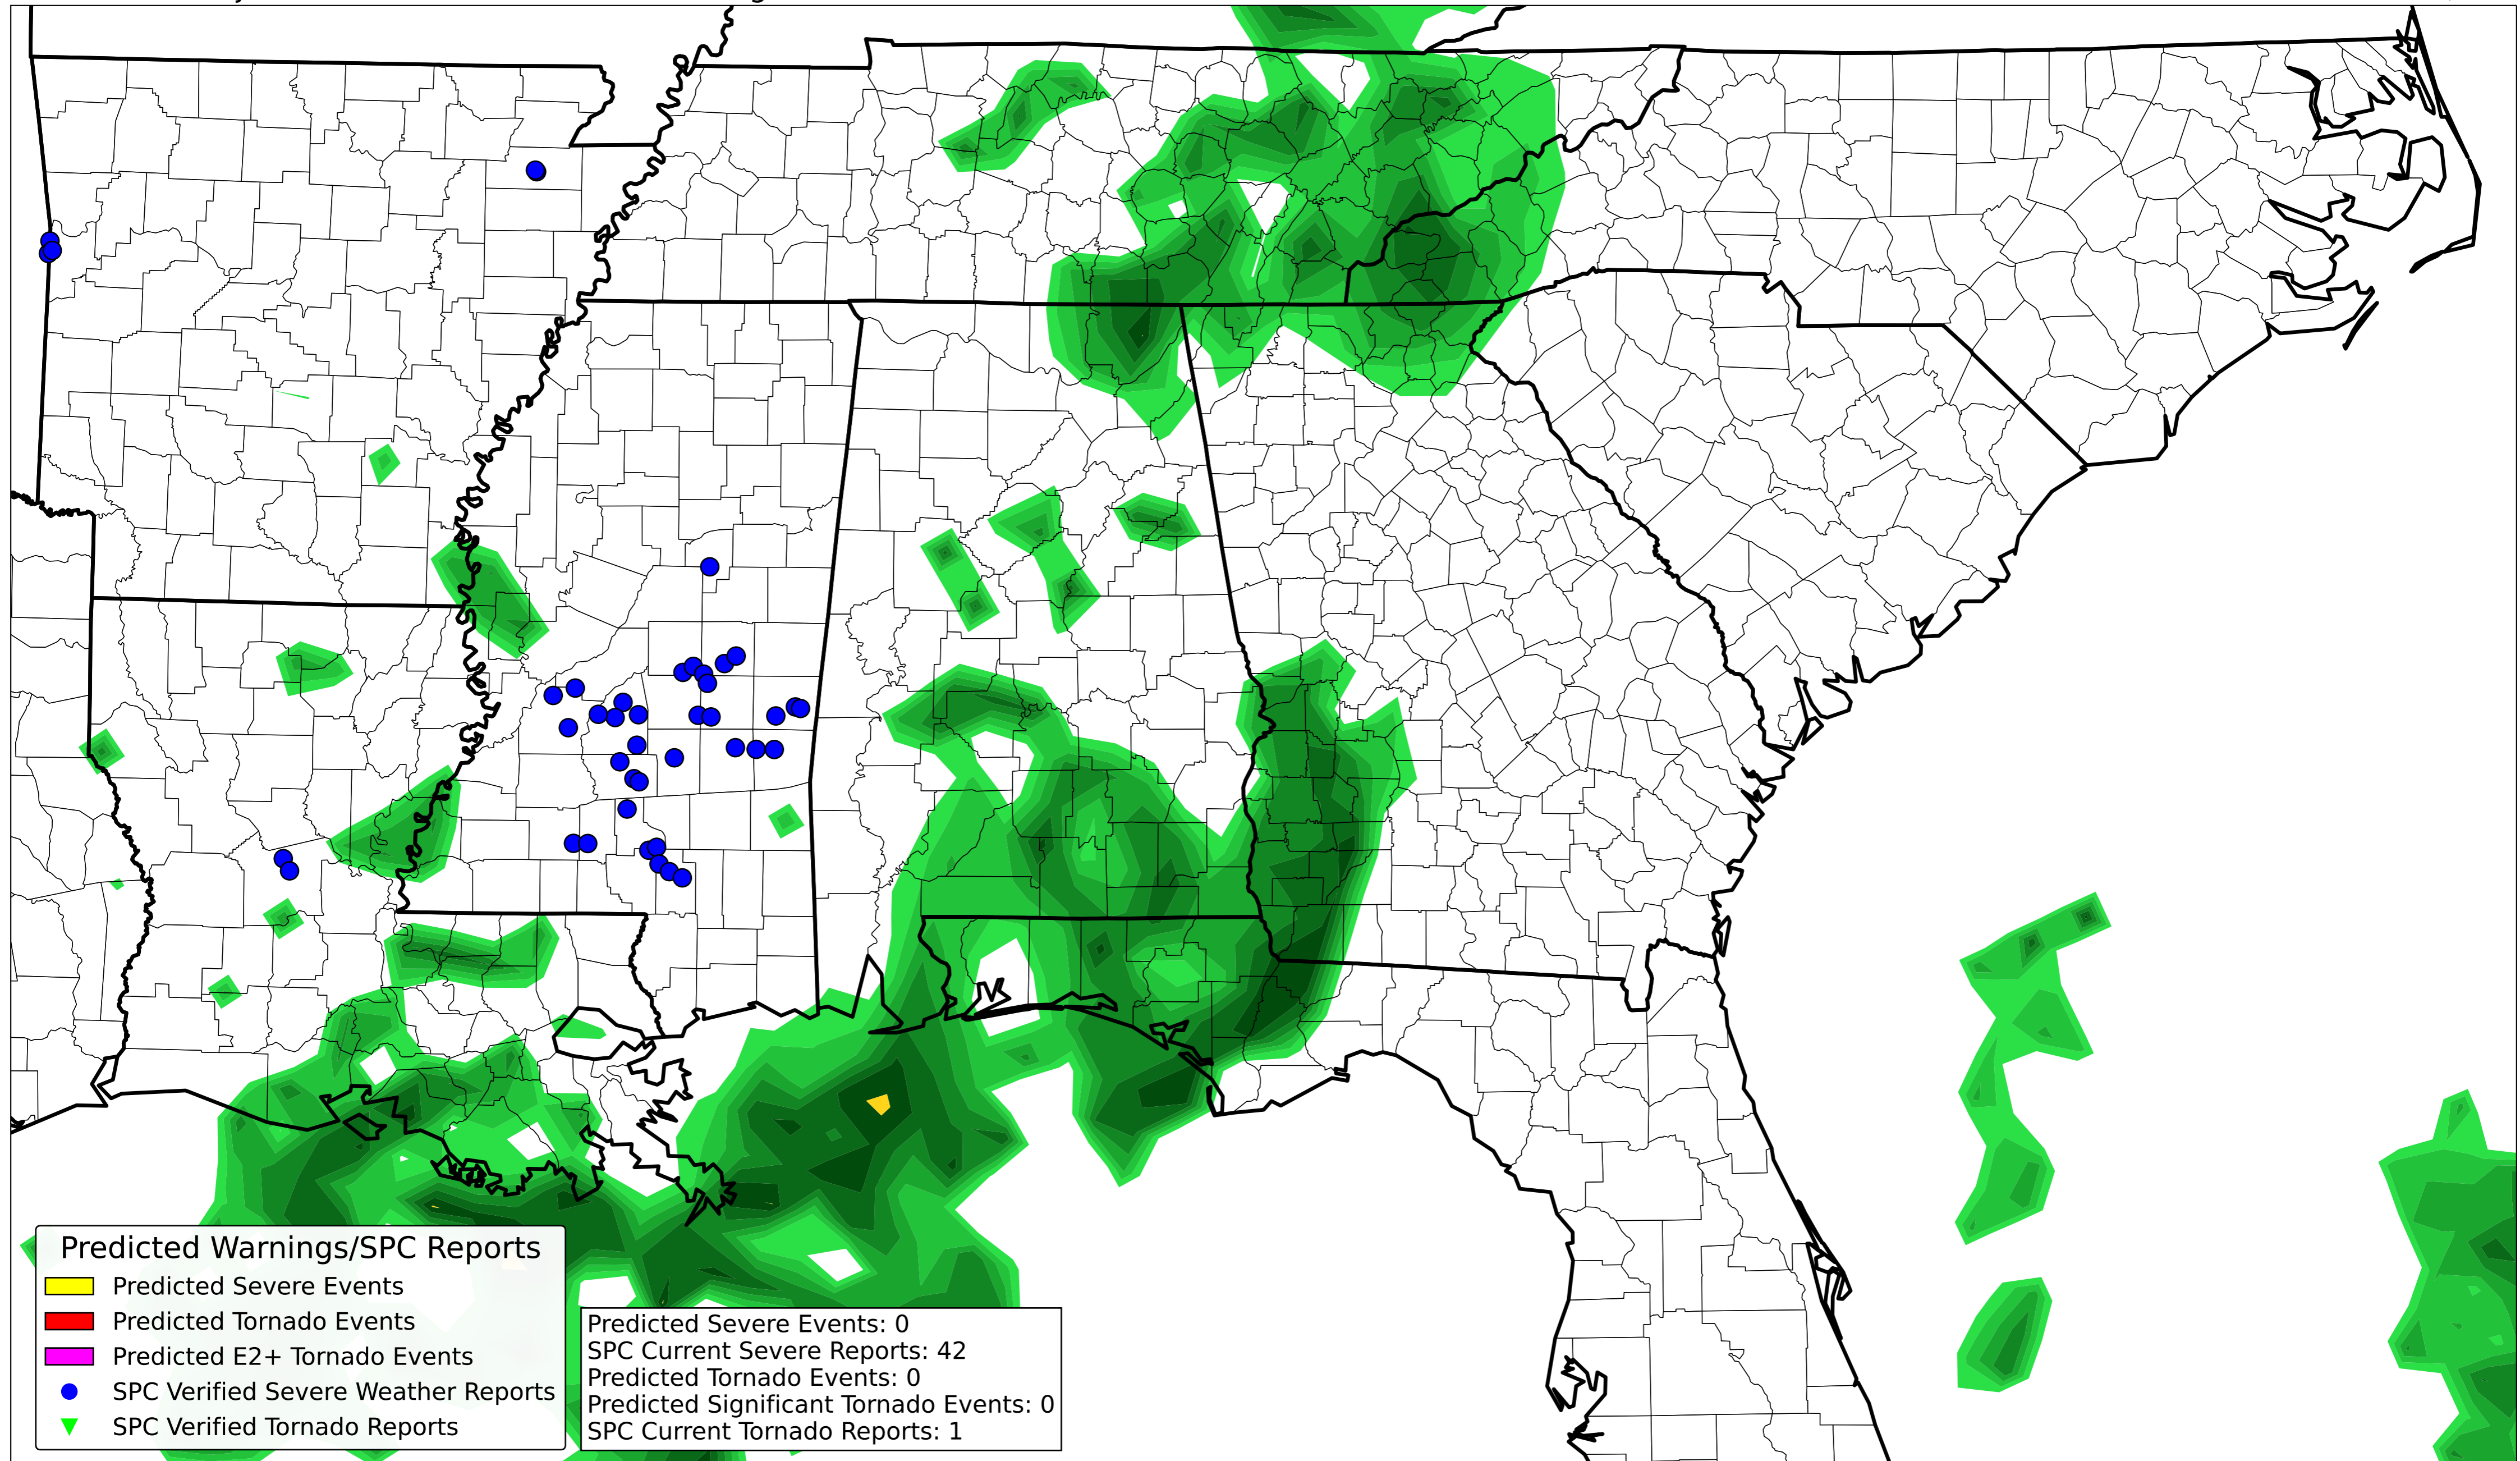 Predicted Warnings/SPC Reports
Predicted Severe Events
Predicted Tornado Events
Predicted E2+ Tornado Events
SPC Verified Severe Weather Reports
SPC Verified Tornado Reports
Predicted Severe Events: 0
SPC Current Severe Reports: 42
Predicted Tornado Events: 0
Predicted Significant Tornado Events: 0
SPC Current Tornado Reports: 1